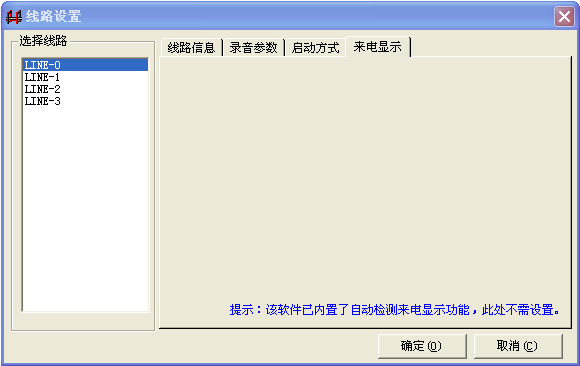 线路设置
选择线路
线路信息 录音参数 启动方式 来电显示
LINE-0
LINE-1
LINE-2
LINE-3
提示：该软件已内置了自动检测来电显示功能，此处不需设置。
确定(O) 取消(C)